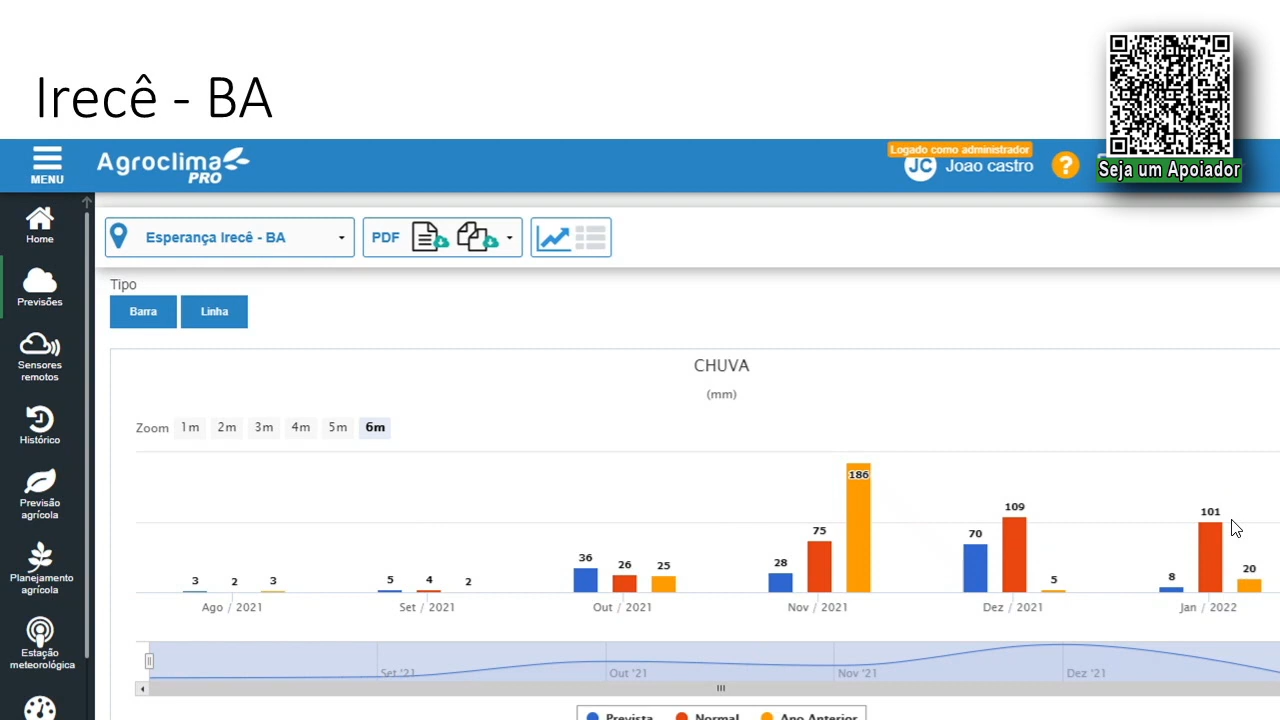 Irecê - BA
Seja um Apoiador
MENU
Agroclima
PRO
Logado como administrador
JC Joao castro
?
Home
Previsões
Sensores
remotos
Histórico
Previsão
agrícola
Planejamento
agrícola
Estação
meteorológica
Esperança Irecê - BA
PDF
Tipo
Barra Linha
CHUVA
(mm)
Zoom 1m 2m 3m 4m 5m 6m
3 2 3
5 4 2
36 26 25
28 75 186
70 109 5
8 101 20
Ago / 2021 Set / 2021 Out / 2021 Nov / 2021 Dez / 2021 Jan / 2022
Set '21 Out '21 Nov '21 Dez '21
Prevista Normal Ano Anterior